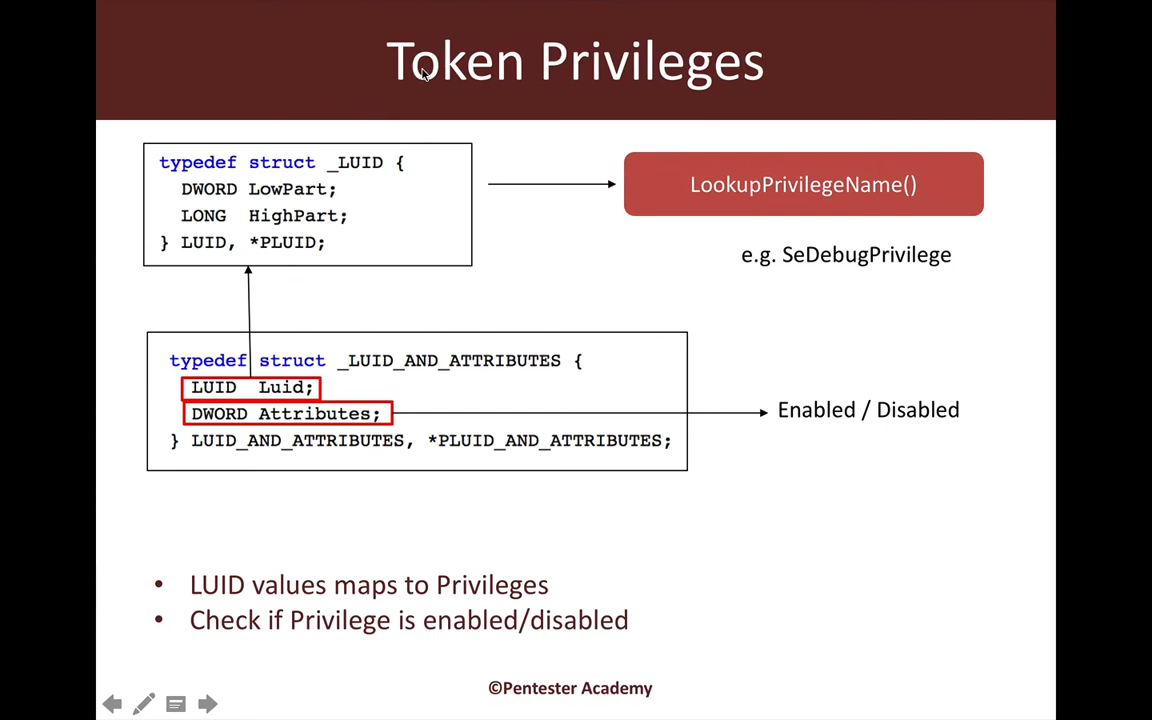 Token Privileges
typedef struct _LUID {
DWORD LowPart;
LONG HighPart;
} LUID, *PLUID;
LookupPrivilegeName()
e.g. SeDebugPrivilege
typedef struct _LUID_AND_ATTRIBUTES {
LUID Luid;
DWORD Attributes;
} LUID_AND_ATTRIBUTES, *PLUID_AND_ATTRIBUTES;
Enabled / Disabled
• LUID values maps to Privileges
• Check if Privilege is enabled/disabled
©Pentester Academy